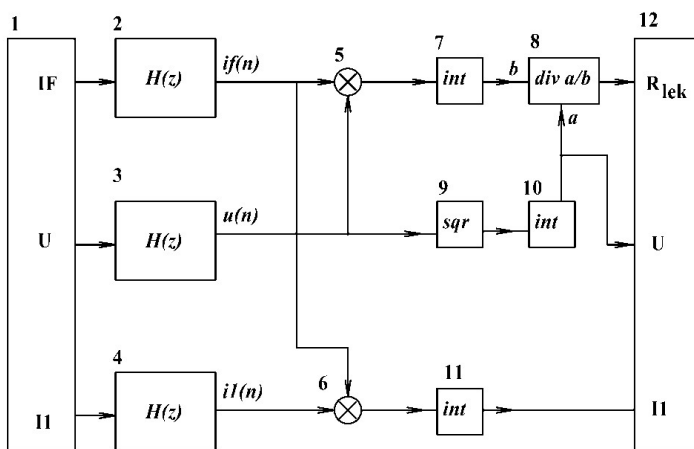 1
2
5
7
8
12
IF
H(z)
if(n)
int
b
div a/b
R_lek
a
3
9
10
U
H(z)
u(n)
sqr
int
U
4
6
11
I1
H(z)
i1(n)
int
I1